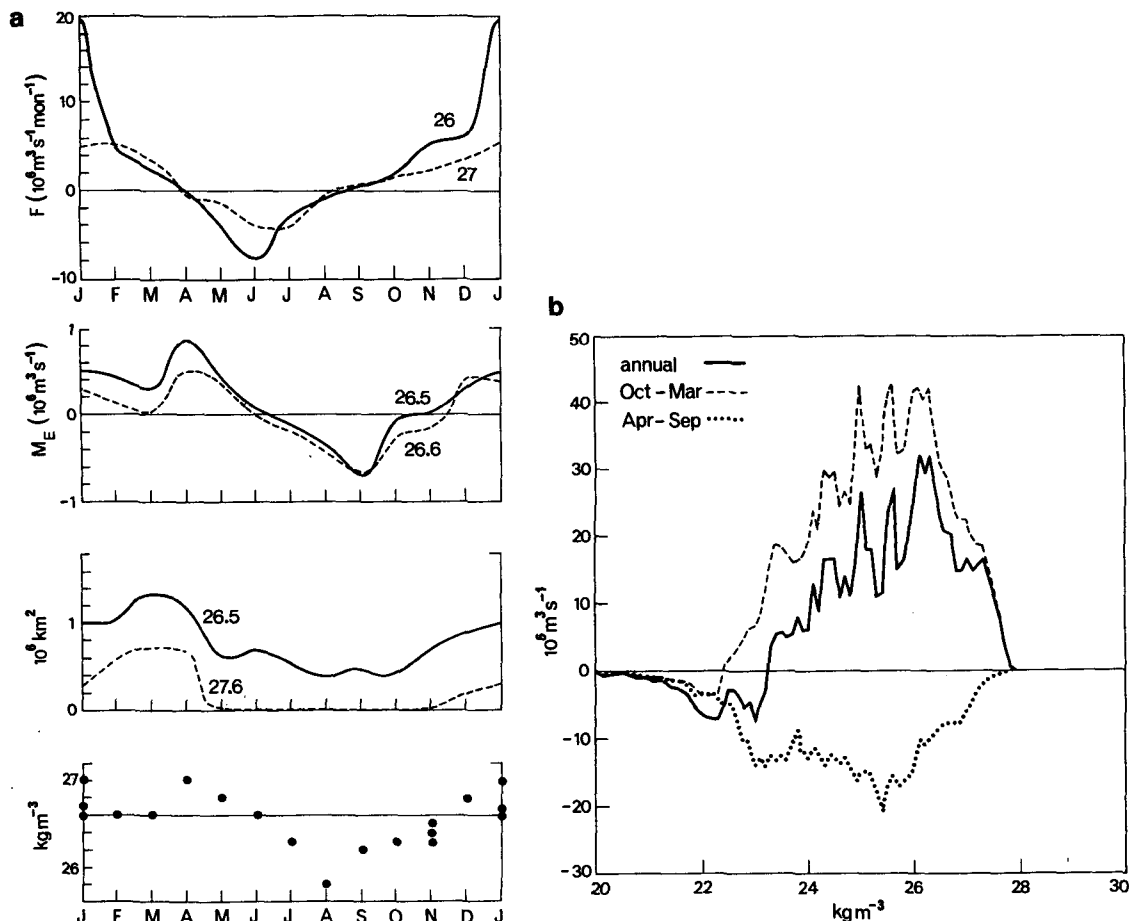 a
F (10⁶m³s⁻¹mon⁻¹)
20
10
0
-10
26
27
J F M A M J J A S O N D J
M_E (10⁶m³s⁻¹)
1
0
-1
26.5
26.6
10⁶km²
1
0
26.5
27.6
kgm⁻³
27
26
J F M A M J J A S O N D J
b
annual
Oct-Mar
Apr-Sep
10⁶m³s⁻¹
50
40
30
20
10
0
-10
-20
-30
20 22 24 26 28 30
kgm⁻³